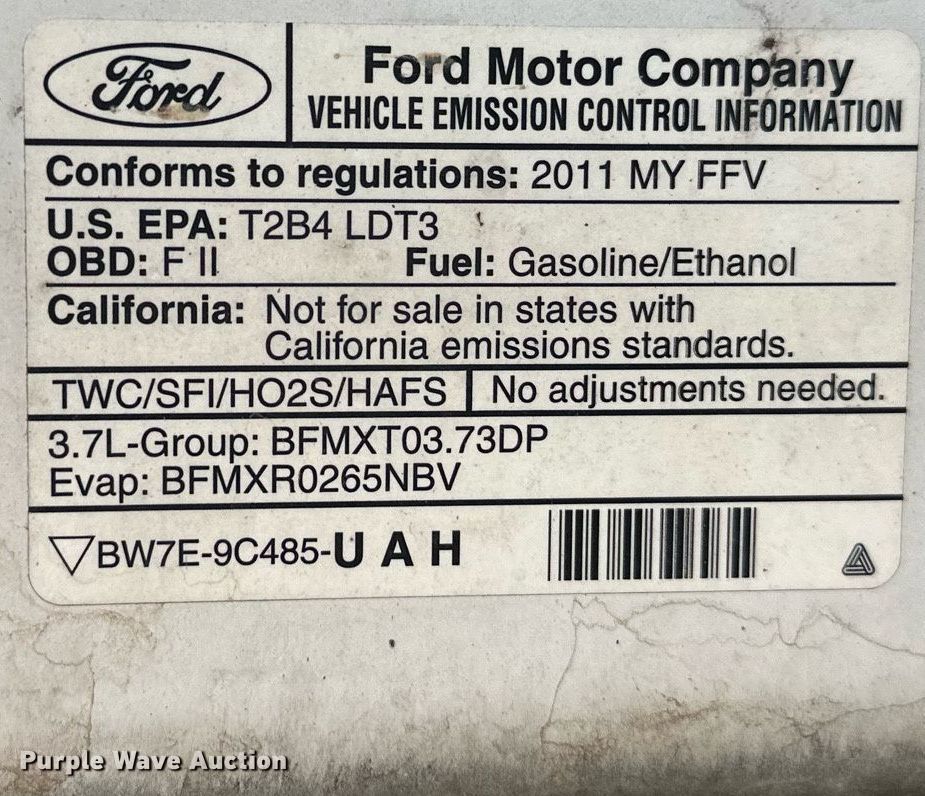 Ford
Ford Motor Company
VEHICLE EMISSION CONTROL INFORMATION
Conforms to regulations: 2011 MY FFV
U.S. EPA: T2B4 LDT3
OBD: F II Fuel: Gasoline/Ethanol
California: Not for sale in states with
California emissions standards.
TWC/SFI/HO2S/HAFS No adjustments needed.
3.7L-Group: BFMXT03.73DP
Evap: BFMXR0265NBV
BW7E-9C485-U A H
Purple Wave Auction